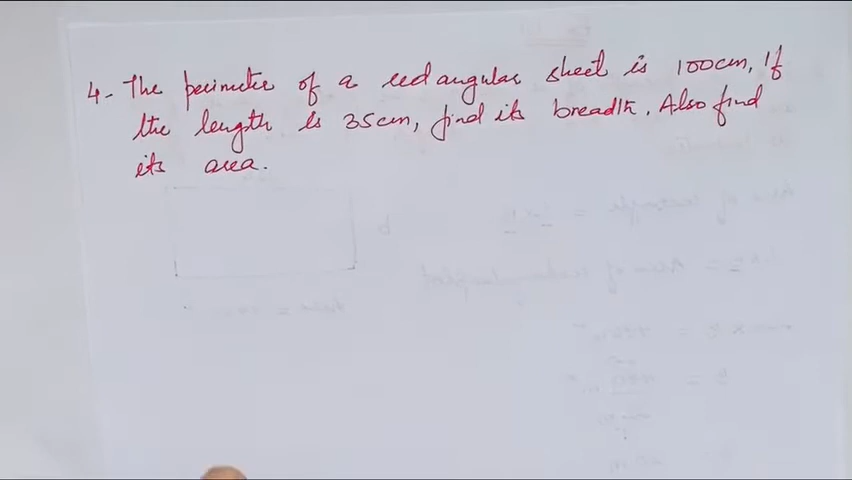 4. The perimeter of a rectangular sheet is 100cm, If
the length is 35cm, find its breadth. Also find
its area.